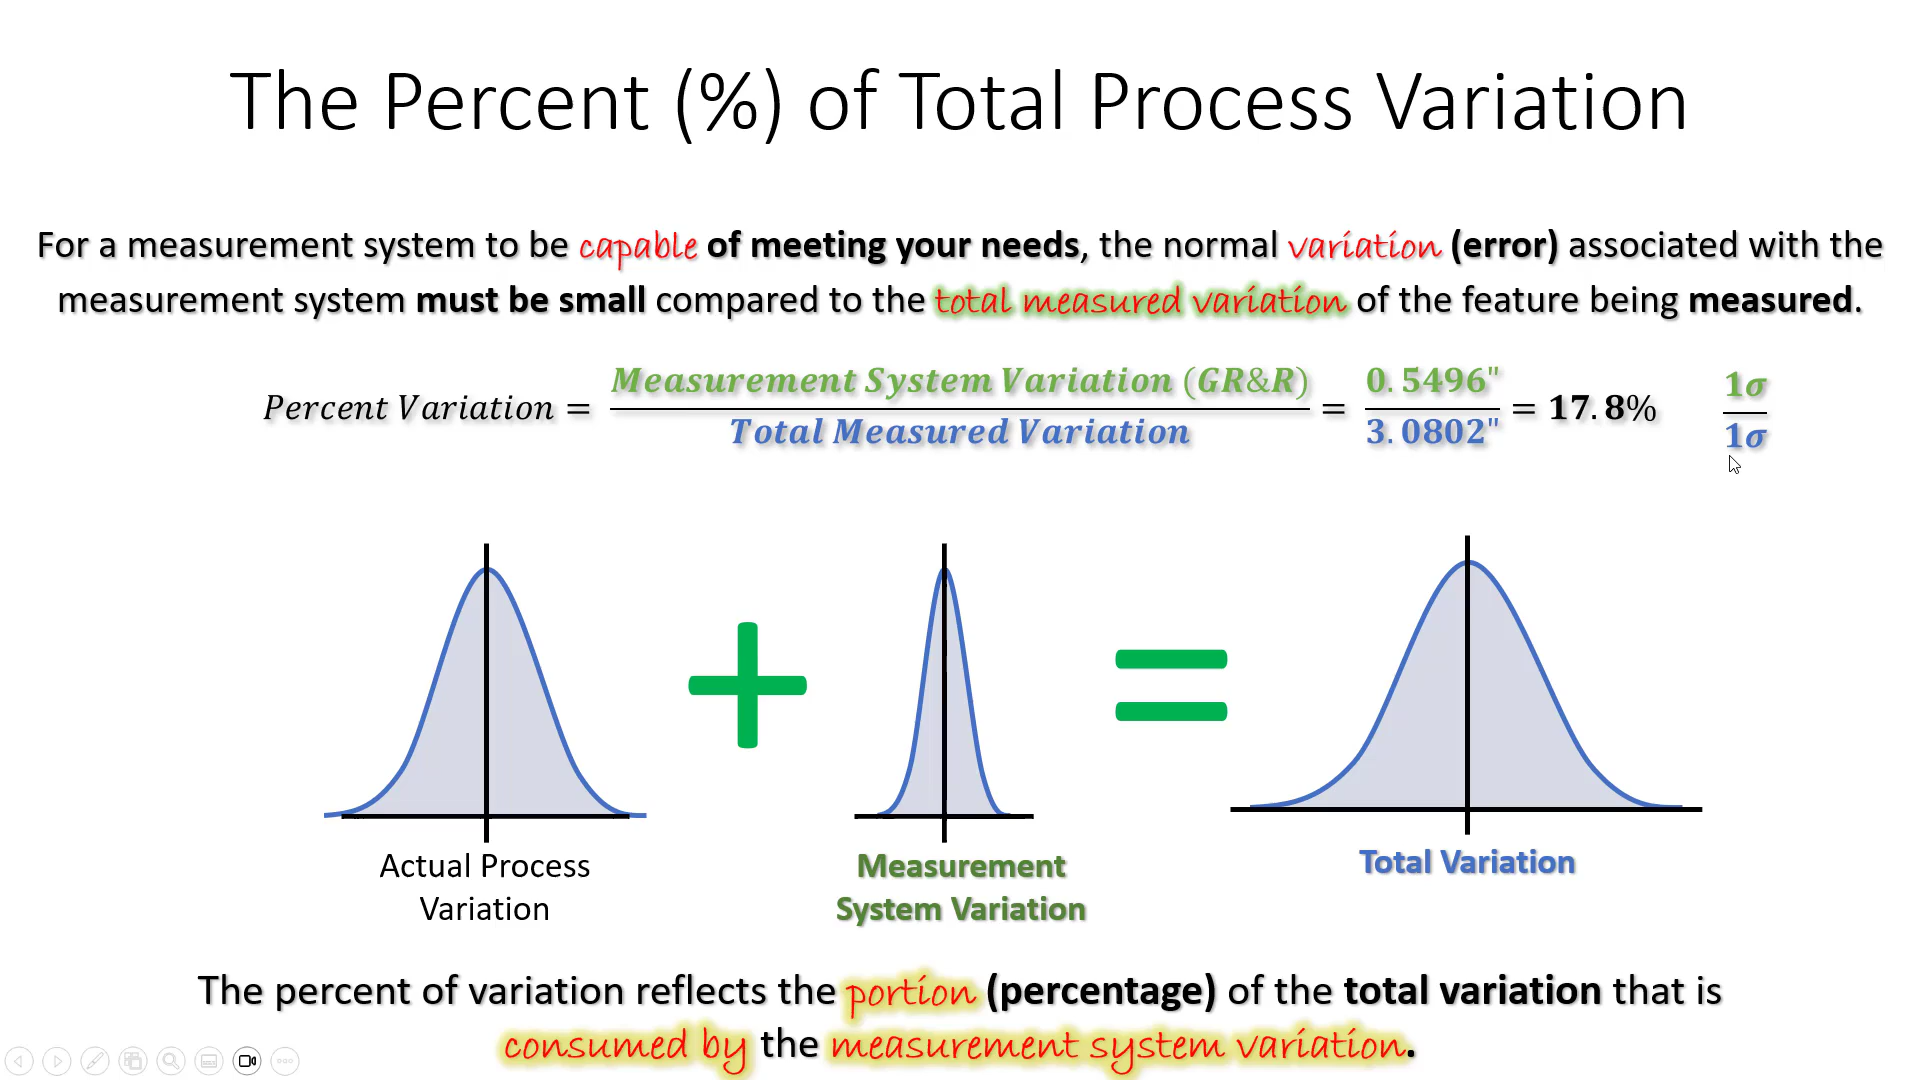 The Percent (%) of Total Process Variation
For a measurement system to be capable of meeting your needs, the normal variation (error) associated with the
measurement system must be small compared to the total measured variation of the feature being measured.
Percent Variation = Measurement System Variation (GR&R) / Total Measured Variation = 0.5496" / 3.0802" = 17.8% 1σ / 1σ
Actual Process
Variation
Measurement
System Variation
Total Variation
The percent of variation reflects the portion (percentage) of the total variation that is
consumed by the measurement system variation.